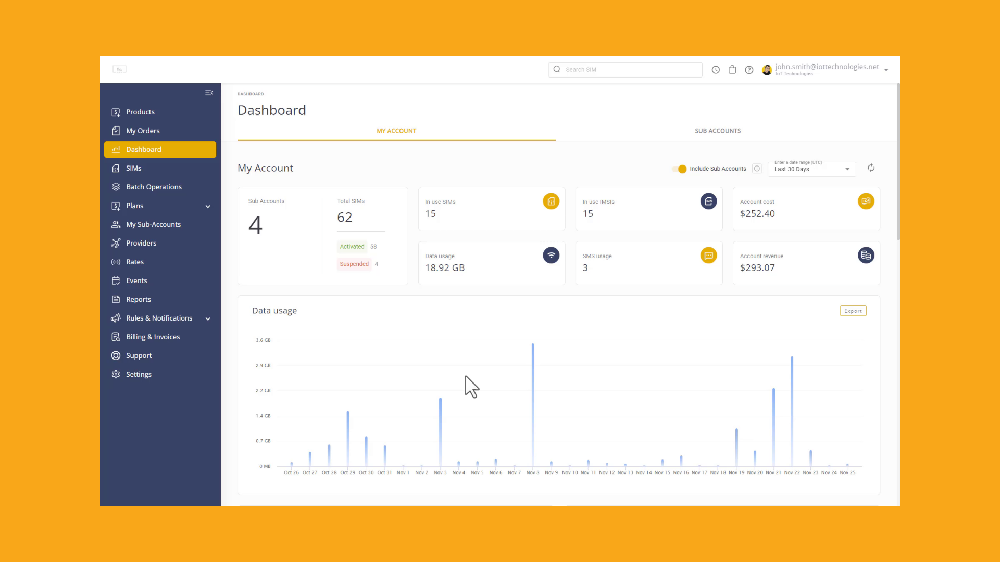 Search SIM
john.smith@iottechnologies.net
IoT Technologies
Products
My Orders
Dashboard
SIMs
Batch Operations
Plans
My Sub-Accounts
Providers
Rates
Events
Reports
Rules & Notifications
Billing & Invoices
Support
Settings
DASHBOARD
Dashboard
MY ACCOUNT
SUB ACCOUNTS
My Account
Include Sub Accounts
Enter a date range (UTC)
Last 30 Days
Sub Accounts
4
Total SIMs
62
Activated 58
Suspended 4
In-use SIMs
15
In-use IMSIs
15
IMSI
Account cost
$252.40
Data usage
18.92 GB
SMS usage
3
Account revenue
$293.07
Data usage
Export
3.6 GB
2.9 GB
2.2 GB
1.4 GB
0.7 GB
0 MB
Oct 26 Oct 27 Oct 28 Oct 29 Oct 30 Oct 31 Nov 1 Nov 2 Nov 3 Nov 4 Nov 5 Nov 6 Nov 7 Nov 8 Nov 9 Nov 10 Nov 11 Nov 12 Nov 13 Nov 14 Nov 15 Nov 16 Nov 17 Nov 18 Nov 19 Nov 20 Nov 21 Nov 22 Nov 23 Nov 24 Nov 25